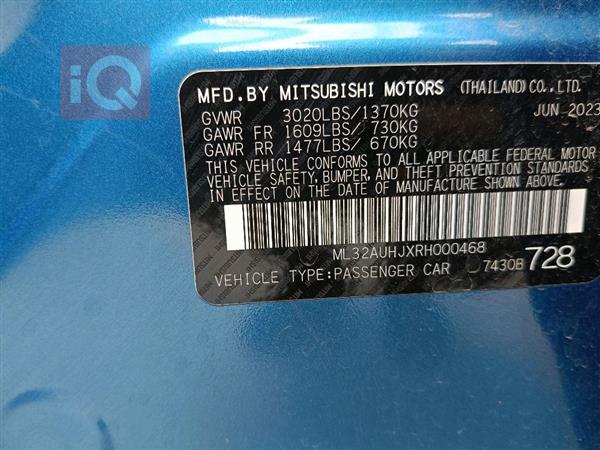 iQ
MFD.BY MITSUBISHI MOTORS (THAILAND)CO.,LTD.
GVWR 3020LBS/1370KG JUN-2023
GAWR FR 1609LBS/ 730KG
GAWR RR 1477LBS/ 670KG
THIS VEHICLE CONFORMS TO ALL APPLICABLE FEDERAL MOTOR
VEHICLE SAFETY, BUMPER, AND THEFT PREVENTION STANDARDS
IN EFFECT ON THE DATE OF MANUFACTURE SHOWN ABOVE.
ML32AUHJXRH000468
VEHICLE TYPE:PASSENGER CAR 7430B 728